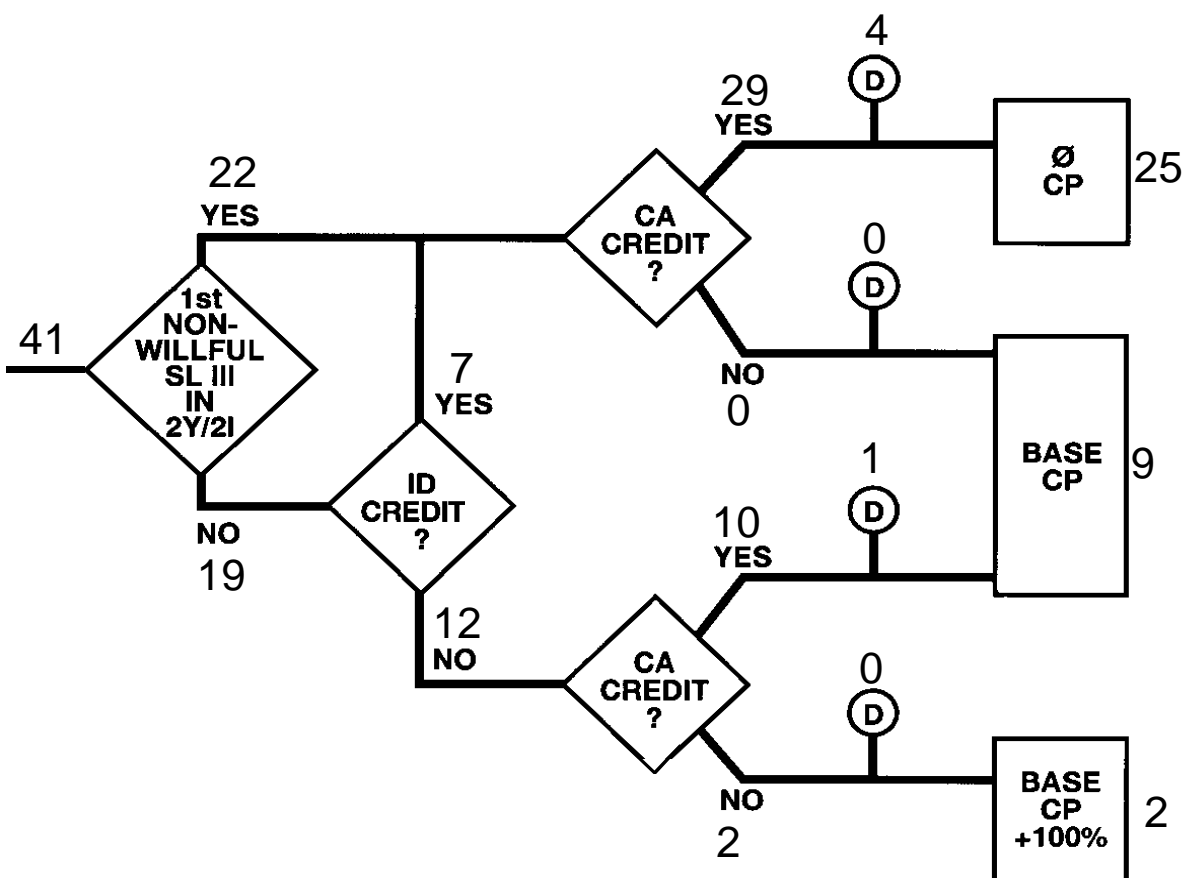 4
D
29
YES
Ø
CP
25
22
YES
CA
CREDIT
?
0
D
1st
NON-
WILLFUL
SL III
IN
2Y/2I
41
7
YES
NO
0
BASE
CP
9
1
D
ID
CREDIT
?
NO
19
10
YES
12
NO
CA
CREDIT
?
0
D
BASE
CP
+100%
2
NO
2